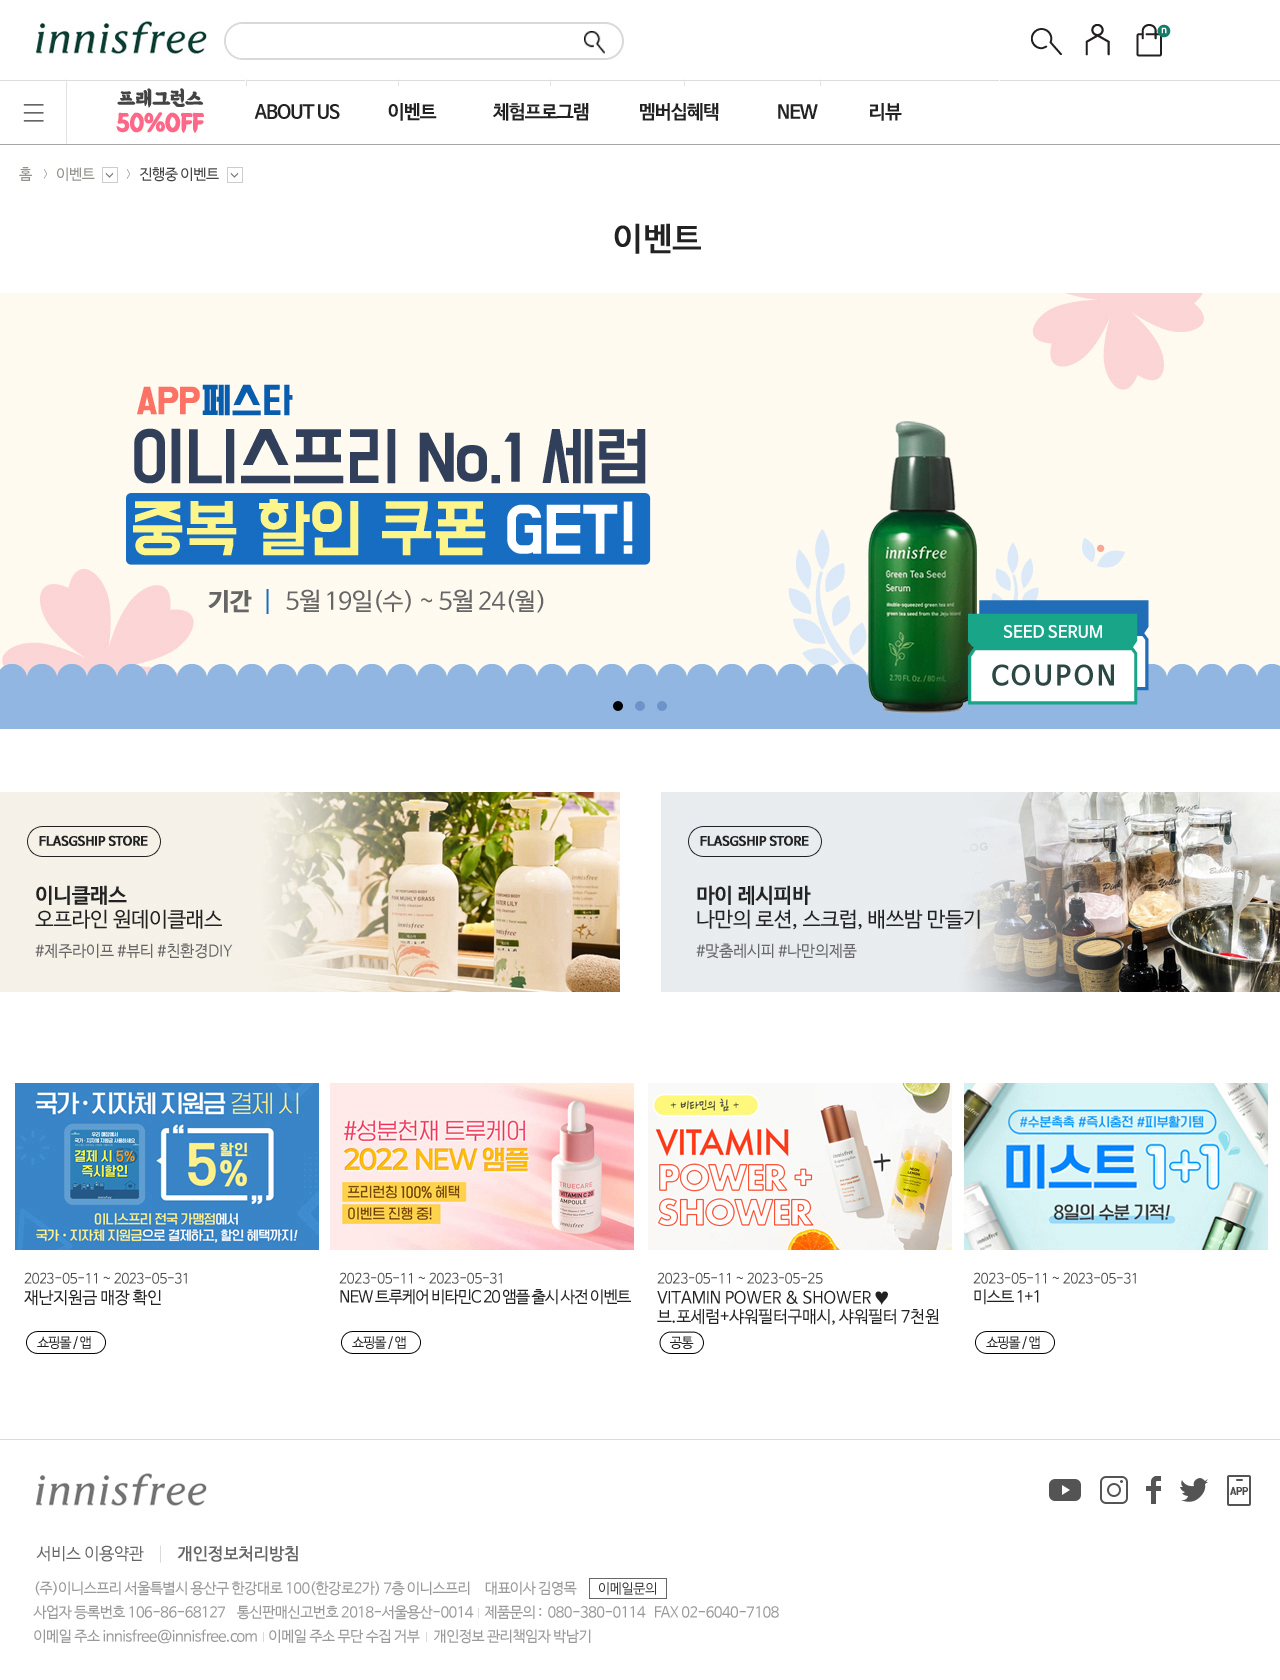 innisfree
n
프래그런스
50%OFF
ABOUT US
이벤트
체험프로그램
멤버십혜택
NEW
리뷰
홈 > 이벤트 > 진행중 이벤트
이벤트
APP페스타
이니스프리 No.1 세럼
중복 할인 쿠폰 GET!
기간 | 5월 19일(수) ~ 5월 24(월)
innisfree
Green Tea Seed
Serum
2.70 FL. Oz. / 80 mL
SEED SERUM
COUPON
FLASGSHIP STORE
이니클래스
오프라인 원데이클래스
#제주라이프 #뷰티 #친환경DIY
FLASGSHIP STORE
마이 레시피바
나만의 로션, 스크럽, 배쓰밤 만들기
#맞춤레시피 #나만의제품
국가·지자체 지원금 결제 시
결제 시 5%
즉시할인
5%
할인
이니스프리 전국 가맹점에서
국가·지자체 지원금으로 결제하고, 할인 혜택까지!
2023-05-11 ~ 2023-05-31
재난지원금 매장 확인
쇼핑몰 / 앱
#성분천재 트루케어
2022 NEW 앰플
프리런칭 100% 혜택
이벤트 진행 중!
TRUECARE
VITAMIN C 20
AMPOULE
innisfree
2023-05-11 ~ 2023-05-31
NEW 트루케어 비타민C 20 앰플 출시 사전 이벤트
쇼핑몰 / 앱
+ 비타민의 힘 +
VITAMIN
POWER +
SHOWER
+
2023-05-11 ~ 2023-05-25
VITAMIN POWER & SHOWER ♥
브.포세럼+샤워필터구매시, 샤워필터 7천원
공통
#수분촉촉 #즉시충전 #피부활기템
미스트 1+1
8일의 수분 기적!
2023-05-11 ~ 2023-05-31
미스트 1+1
쇼핑몰 / 앱
innisfree
APP
서비스 이용약관 | 개인정보처리방침
(주)이니스프리 서울특별시 용산구 한강대로 100(한강로2가) 7층 이니스프리 대표이사 김영목 이메일문의
사업자 등록번호 106-86-68127 통신판매신고번호 2018-서울용산-0014 | 제품문의 : 080-380-0114 FAX 02-6040-7108
이메일 주소 innisfree@innisfree.com | 이메일 주소 무단 수집 거부 | 개인정보 관리책임자 박남기